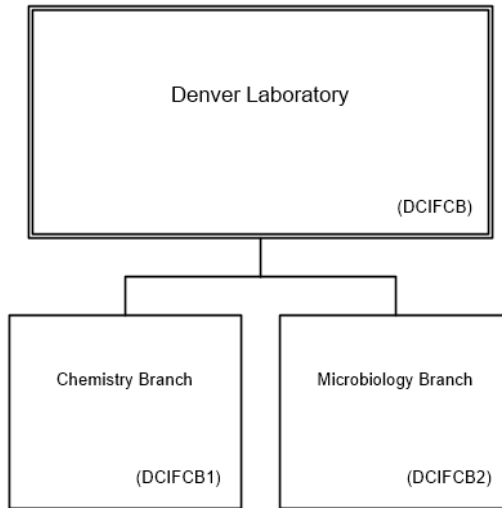 Denver Laboratory
(DCIFCB)
Chemistry Branch
(DCIFCB1)
Microbiology Branch
(DCIFCB2)